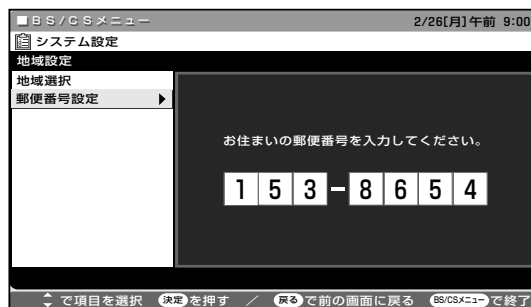 ■BS/CSメニュー 2/26[月]午前 9:00
システム設定
地域設定
地域選択
郵便番号設定
お住まいの郵便番号を入力してください。
153-8654
で項目を選択 決定を押す / 戻るで前の画面に戻る BS/CSメニューで終了